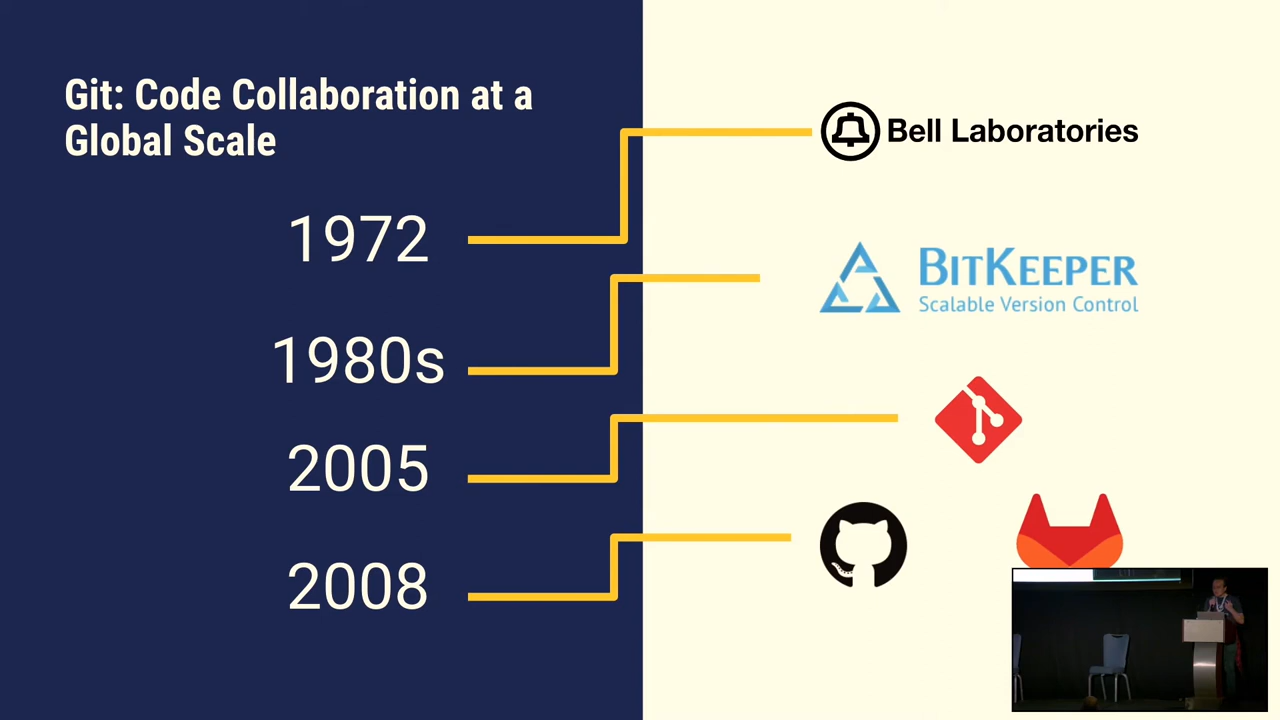 Git: Code Collaboration at a
Global Scale
1972
Bell Laboratories
1980s
BITKEEPER
Scalable Version Control
2005
2008